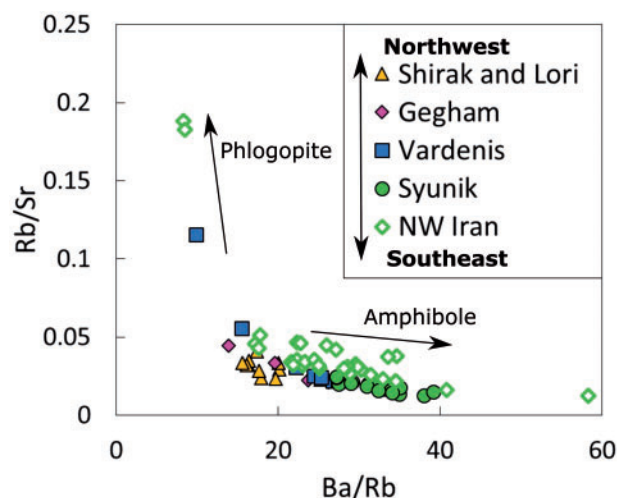 0.25
0.2
0.15
0.1
0.05
0
Rb/Sr
Northwest
Shirak and Lori
Gegham
Vardenis
Syunik
NW Iran
Southeast
Phlogopite
Amphibole
0 20 40 60
Ba/Rb